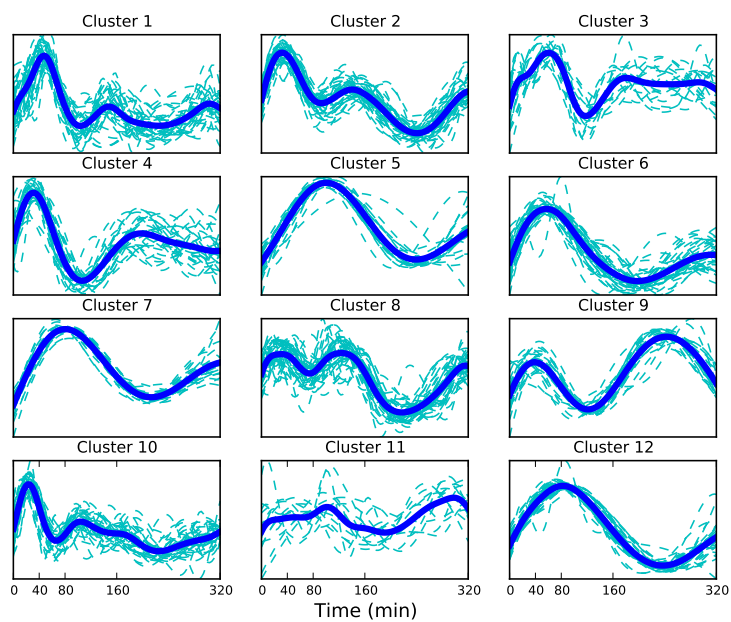 Cluster 1 Cluster 2 Cluster 3
Cluster 4 Cluster 5 Cluster 6
Cluster 7 Cluster 8 Cluster 9
Cluster 10 Cluster 11 Cluster 12
0 40 80 160 320 0 40 80 160 320 0 40 80 160 320
Time (min)